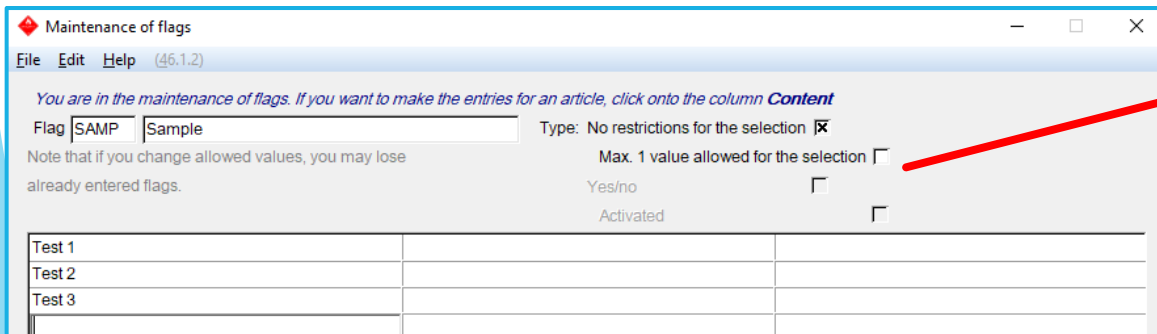 Maintenance of flags
File Edit Help (46.1.2)
You are in the maintenance of flags. If you want to make the entries for an article, click onto the column Content
Flag SAMP Sample Type: No restrictions for the selection
Note that if you change allowed values, you may lose Max. 1 value allowed for the selection
already entered flags. Yes/no
Activated
Test 1
Test 2
Test 3